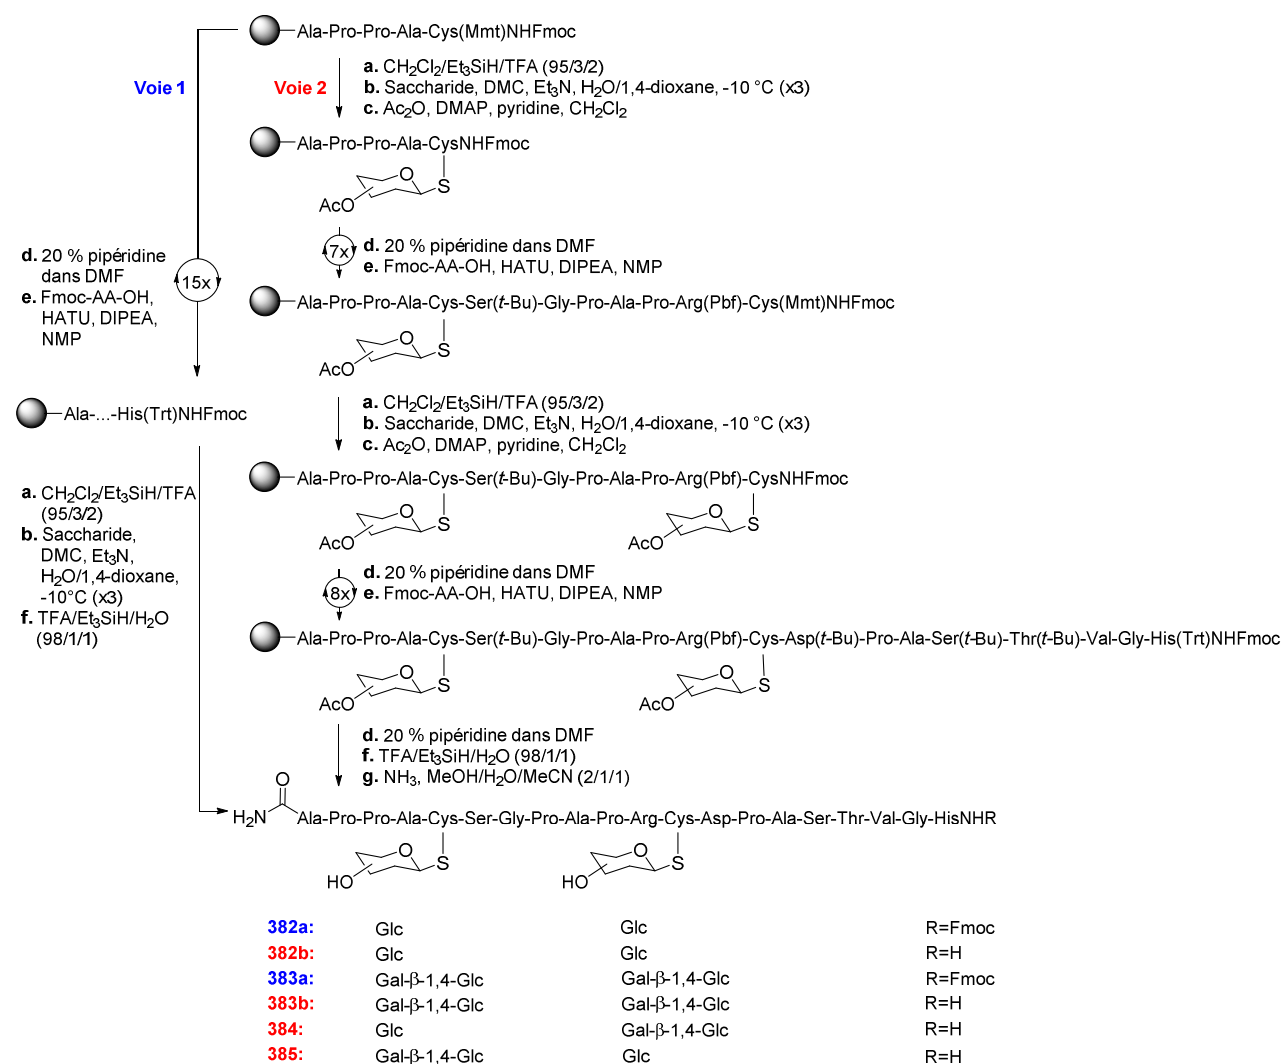 Ala-Pro-Pro-Ala-Cys(Mmt)NHFmoc
Voie 1
Voie 2
a. CH2Cl2/Et3SiH/TFA (95/3/2)
b. Saccharide, DMC, Et3N, H2O/1,4-dioxane, -10 °C (x3)
c. Ac2O, DMAP, pyridine, CH2Cl2
Ala-Pro-Pro-Ala-CysNHFmoc
O
S
AcO
7x
d. 20 % pipéridine dans DMF
e. Fmoc-AA-OH, HATU, DIPEA, NMP
d. 20 % pipéridine
dans DMF
e. Fmoc-AA-OH,
HATU, DIPEA,
NMP
15x
Ala-Pro-Pro-Ala-Cys-Ser(t-Bu)-Gly-Pro-Ala-Pro-Arg(Pbf)-Cys(Mmt)NHFmoc
O
S
AcO
Ala-...-His(Trt)NHFmoc
a. CH2Cl2/Et3SiH/TFA (95/3/2)
b. Saccharide, DMC, Et3N, H2O/1,4-dioxane, -10 °C (x3)
c. Ac2O, DMAP, pyridine, CH2Cl2
Ala-Pro-Pro-Ala-Cys-Ser(t-Bu)-Gly-Pro-Ala-Pro-Arg(Pbf)-CysNHFmoc
O
S
AcO
O
S
AcO
a. CH2Cl2/Et3SiH/TFA
(95/3/2)
b. Saccharide,
DMC, Et3N,
H2O/1,4-dioxane,
-10°C (x3)
f. TFA/Et3SiH/H2O
(98/1/1)
8x
d. 20 % pipéridine dans DMF
e. Fmoc-AA-OH, HATU, DIPEA, NMP
Ala-Pro-Pro-Ala-Cys-Ser(t-Bu)-Gly-Pro-Ala-Pro-Arg(Pbf)-Cys-Asp(t-Bu)-Pro-Ala-Ser(t-Bu)-Thr(t-Bu)-Val-Gly-His(Trt)NHFmoc
O
S
AcO
O
S
AcO
d. 20 % pipéridine dans DMF
f. TFA/Et3SiH/H2O (98/1/1)
g. NH3, MeOH/H2O/MeCN (2/1/1)
O
H2N
Ala-Pro-Pro-Ala-Cys-Ser-Gly-Pro-Ala-Pro-Arg-Cys-Asp-Pro-Ala-Ser-Thr-Val-Gly-HisNHR
O
S
HO
O
S
HO
382a: Glc Glc R=Fmoc
382b: Glc Glc R=H
383a: Gal-β-1,4-Glc Gal-β-1,4-Glc R=Fmoc
383b: Gal-β-1,4-Glc Gal-β-1,4-Glc R=H
384: Glc Gal-β-1,4-Glc R=H
385: Gal-β-1,4-Glc Glc R=H